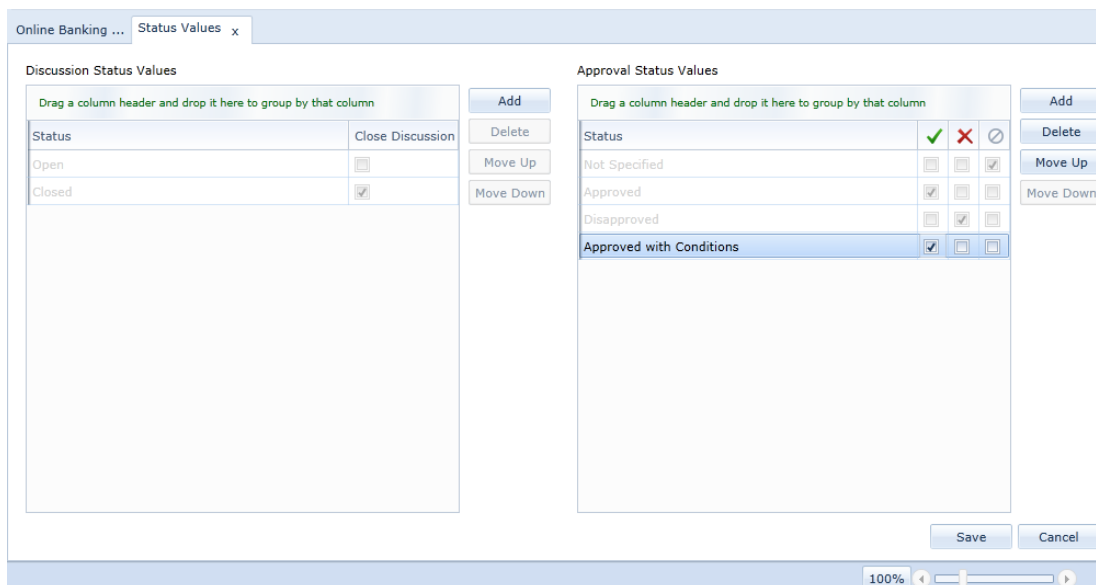 Online Banking ... Status Values x
Discussion Status Values
Drag a column header and drop it here to group by that column
Status Close Discussion
Open
Closed
Add
Delete
Move Up
Move Down
Approval Status Values
Drag a column header and drop it here to group by that column
Status
Not Specified
Approved
Disapproved
Approved with Conditions
Add
Delete
Move Up
Move Down
Save Cancel
100%